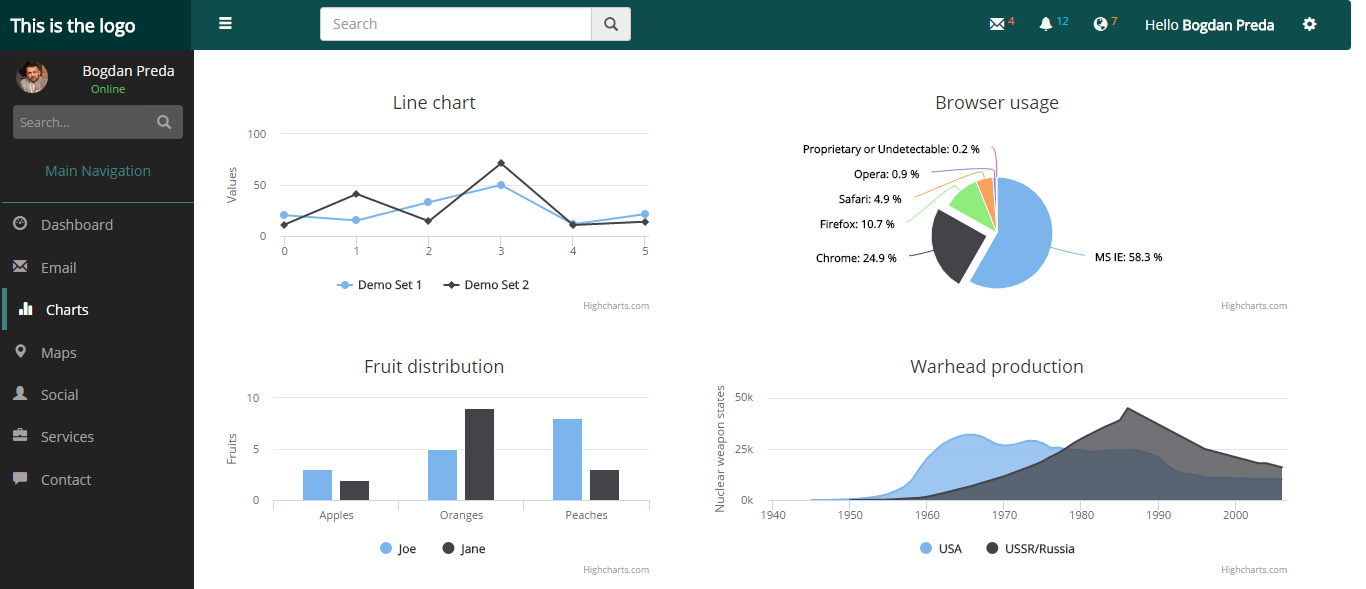 This is the logo
Search
4
12
7
Hello Bogdan Preda
Bogdan Preda
Online
Search...
Main Navigation
Dashboard
Email
Charts
Maps
Social
Services
Contact
Line chart
Values
100
50
0
0 1 2 3 4 5
Demo Set 1 Demo Set 2
Highcharts.com
Browser usage
Proprietary or Undetectable: 0.2 %
Opera: 0.9 %
Safari: 4.9 %
Firefox: 10.7 %
Chrome: 24.9 %
MS IE: 58.3 %
Highcharts.com
Fruit distribution
Fruits
10
5
0
Apples Oranges Peaches
Joe Jane
Highcharts.com
Warhead production
Nuclear weapon states
50k
25k
0k
1940 1950 1960 1970 1980 1990 2000
USA USSR/Russia
Highcharts.com